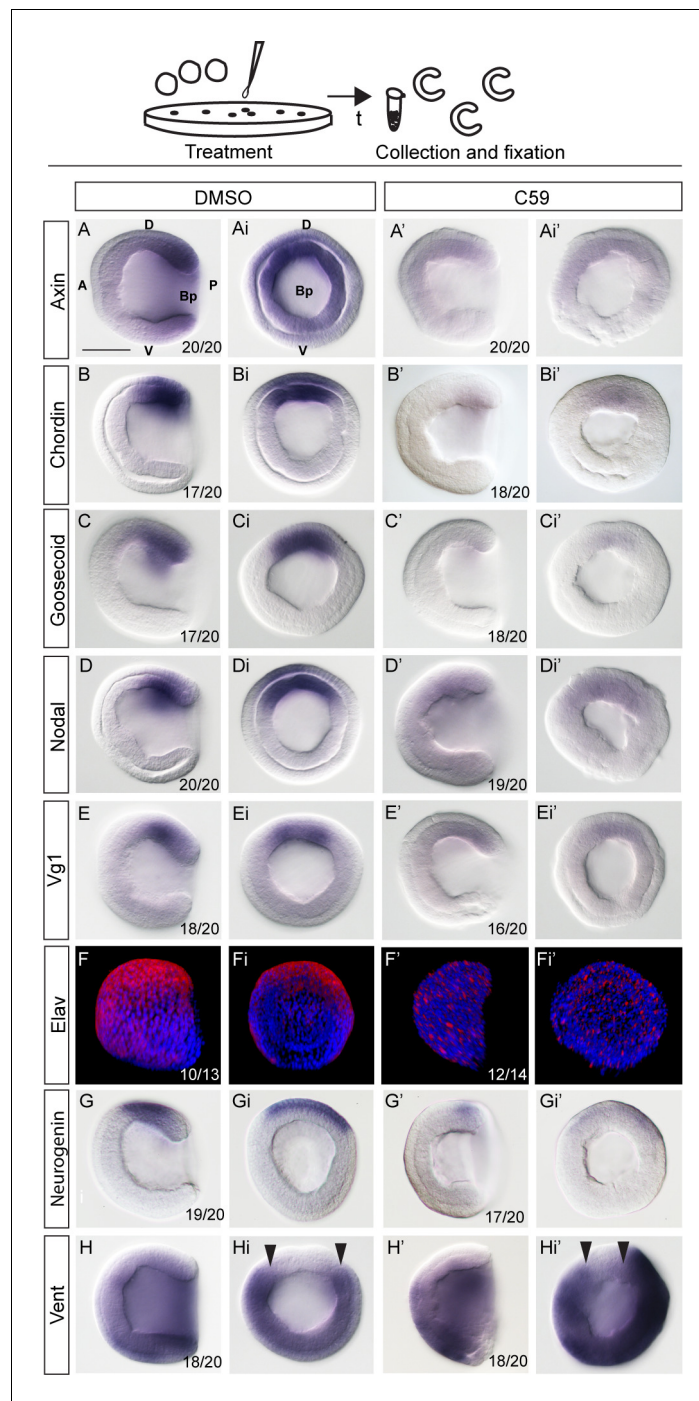 t
Treatment
Collection and fixation
DMSO
C59
Axin
A
D
A
P
Bp
V
20/20
Ai
D
Bp
V
A'
20/20
Ai'
Chordin
B
17/20
Bi
B'
18/20
Bi'
Goosecoid
C
17/20
Ci
C'
18/20
Ci'
Nodal
D
20/20
Di
D'
19/20
Di'
Vg1
E
18/20
Ei
E'
16/20
Ei'
Elav
F
10/13
Fi
F'
12/14
Fi'
Neurogenin
G
19/20
Gi
G'
17/20
Gi'
Vent
H
18/20
Hi
H'
18/20
Hi'